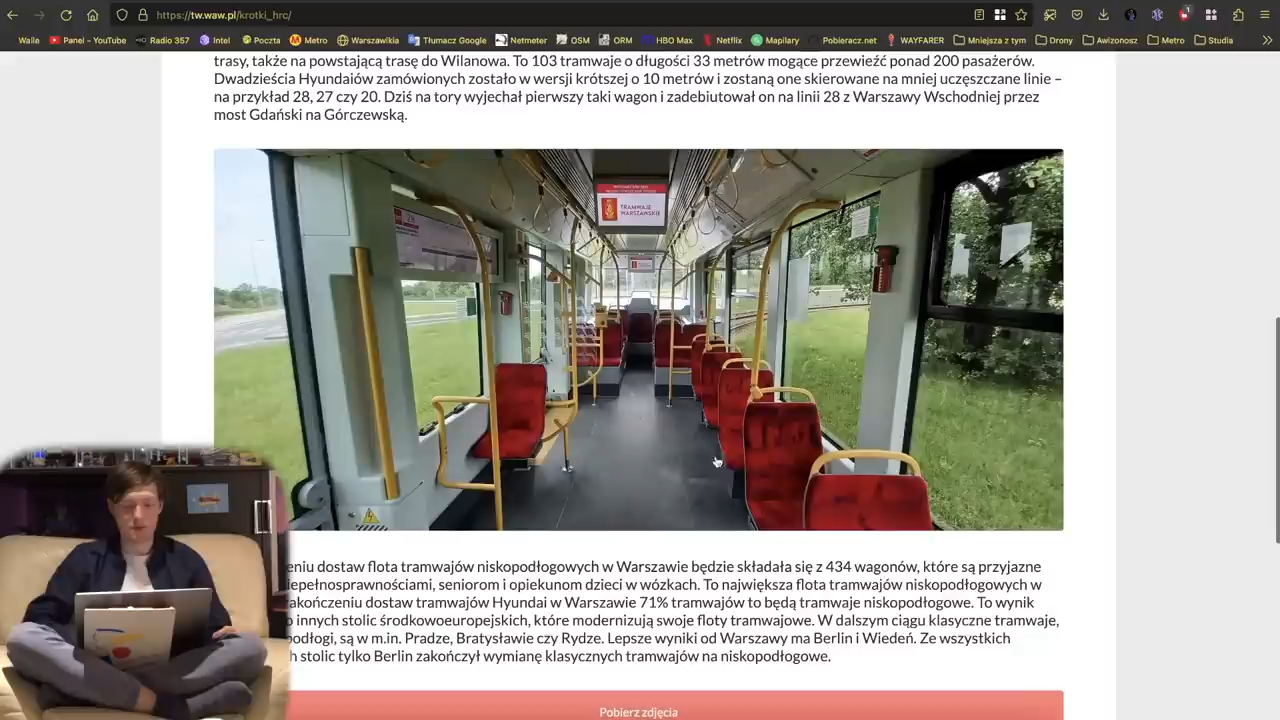 https://tw.waw.pl/krotki_hrc/
Walla Panel - YouTube Radio 357 Intel Poczta Metro Warszawikia Tłumacz Google Netmeter OSM ORM HBO Max Netflix Mapilary Pobieracz.net WAYFARER Mniejsza z tym Drony Awizonosz Metro Studia
trasy, także na powstającą trasę do Wilanowa. To 103 tramwaje o długości 33 metrów mogące przewieźć ponad 200 pasażerów.
Dwadzieścia Hyundaiów zamówionych zostało w wersji krótszej o 10 metrów i zostaną one skierowane na mniej uczęszczane linie –
na przykład 28, 27 czy 20. Dziś na tory wyjechał pierwszy taki wagon i zadebiutował on na linii 28 z Warszawy Wschodniej przez
most Gdański na Górczewską.
TRAMWAJE
WARSZAWSKIE
eniu dostaw flota tramwajów niskopodłogowych w Warszawie będzie składała się z 434 wagonów, które są przyjazne
iepełnosprawnościami, seniorom i opiekunom dzieci w wózkach. To największa flota tramwajów niskopodłogowych w
akończeniu dostaw tramwajów Hyundai w Warszawie 71% tramwajów to będą tramwaje niskopodłogowe. To wynik
o innych stolic środkowoeuropejskich, które modernizują swoje floty tramwajowe. W dalszym ciągu klasyczne tramwaje,
podłogi, są w m.in. Pradze, Bratysławie czy Rydze. Lepsze wyniki od Warszawy ma Berlin i Wiedeń. Ze wszystkich
h stolic tylko Berlin zakończył wymianę klasycznych tramwajów na niskopodłogowe.
Pobierz zdjęcia